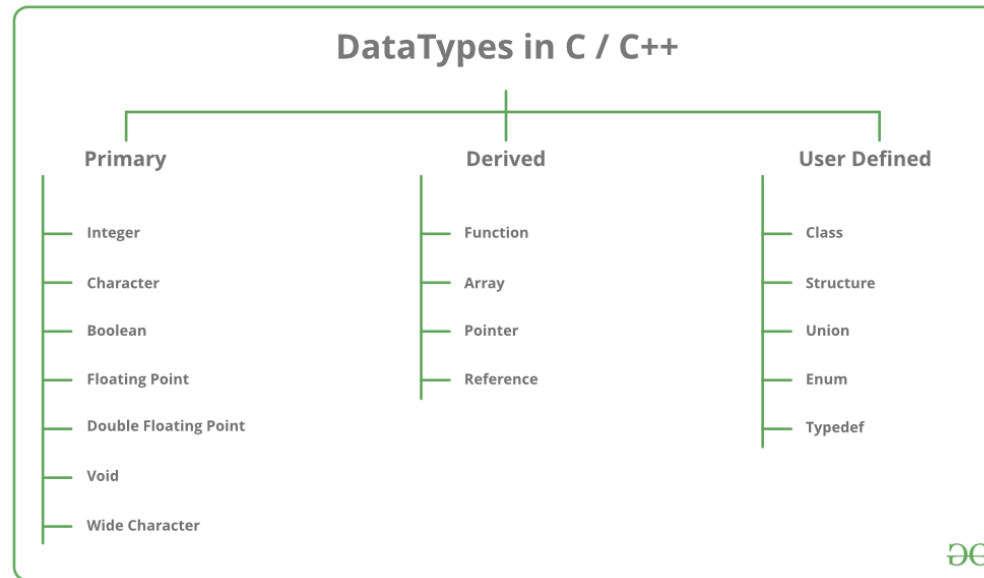 DataTypes in C / C++
Primary
Integer
Character
Boolean
Floating Point
Double Floating Point
Void
Wide Character
Derived
Function
Array
Pointer
Reference
User Defined
Class
Structure
Union
Enum
Typedef